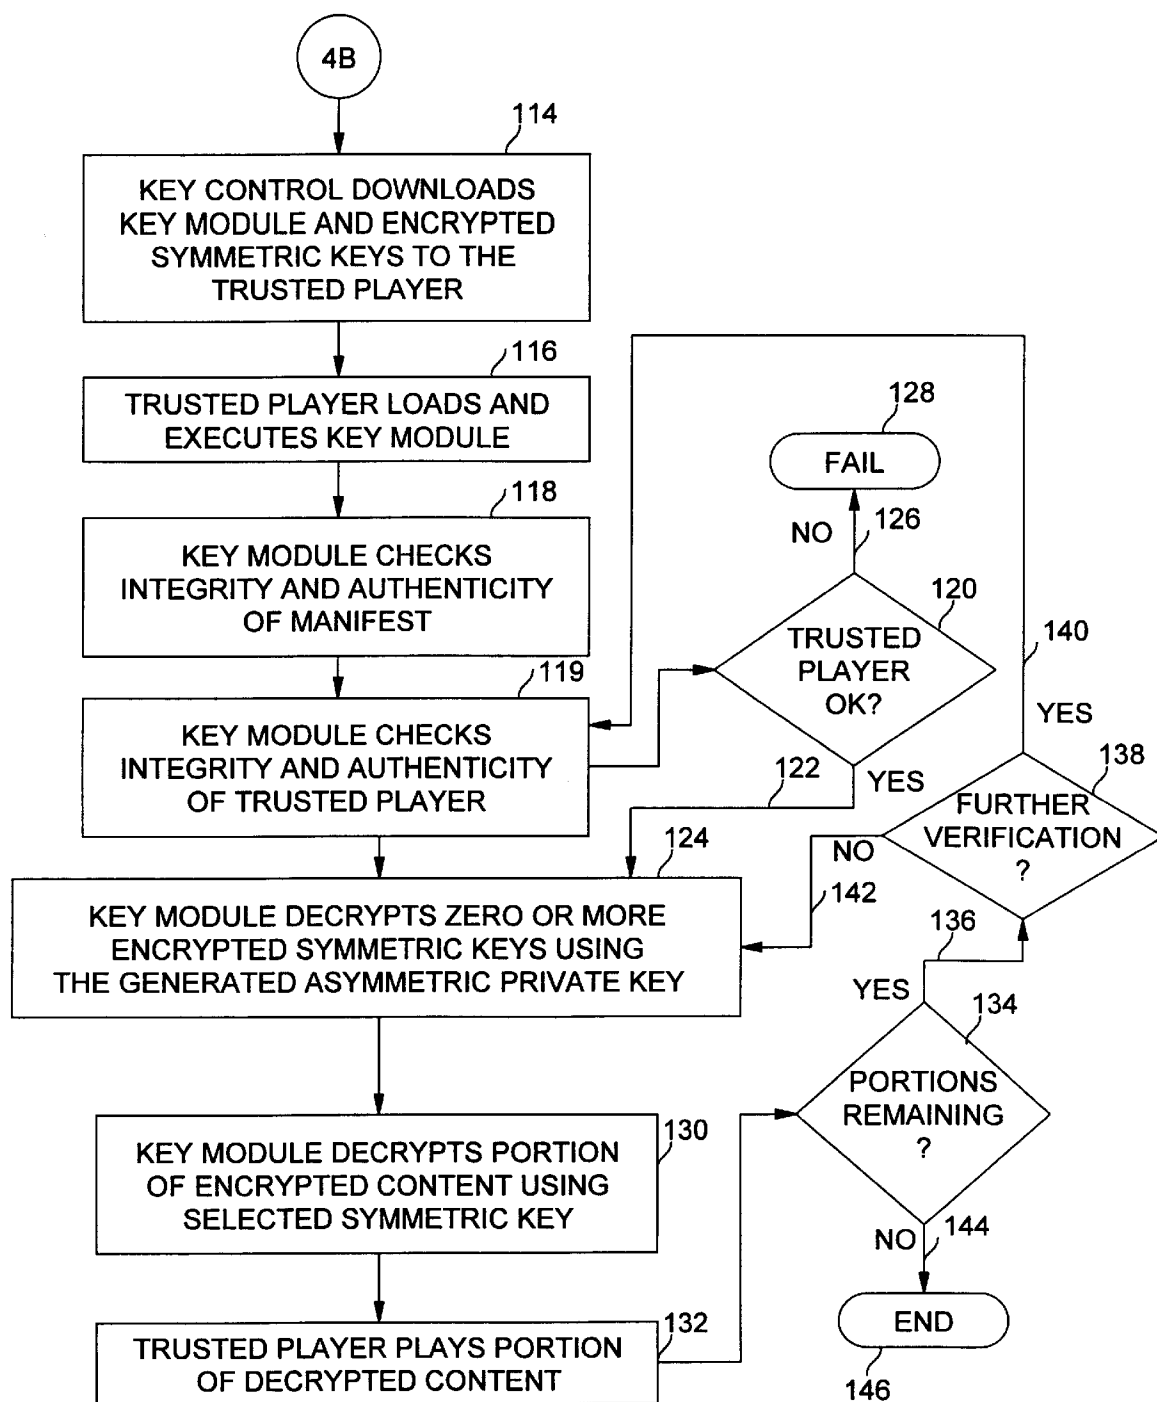 4B
114
KEY CONTROL DOWNLOADS
KEY MODULE AND ENCRYPTED
SYMMETRIC KEYS TO THE
TRUSTED PLAYER
116
TRUSTED PLAYER LOADS AND
EXECUTES KEY MODULE
128
FAIL
118
KEY MODULE CHECKS
INTEGRITY AND AUTHENTICITY
OF MANIFEST
NO
126
120
TRUSTED
PLAYER
OK?
140
119
KEY MODULE CHECKS
INTEGRITY AND AUTHENTICITY
OF TRUSTED PLAYER
122
YES
YES
138
FURTHER
VERIFICATION
?
NO
142
124
KEY MODULE DECRYPTS ZERO OR MORE
ENCRYPTED SYMMETRIC KEYS USING
THE GENERATED ASYMMETRIC PRIVATE KEY
136
YES
134
PORTIONS
REMAINING
?
130
KEY MODULE DECRYPTS PORTION
OF ENCRYPTED CONTENT USING
SELECTED SYMMETRIC KEY
NO
144
END
146
132
TRUSTED PLAYER PLAYS PORTION
OF DECRYPTED CONTENT